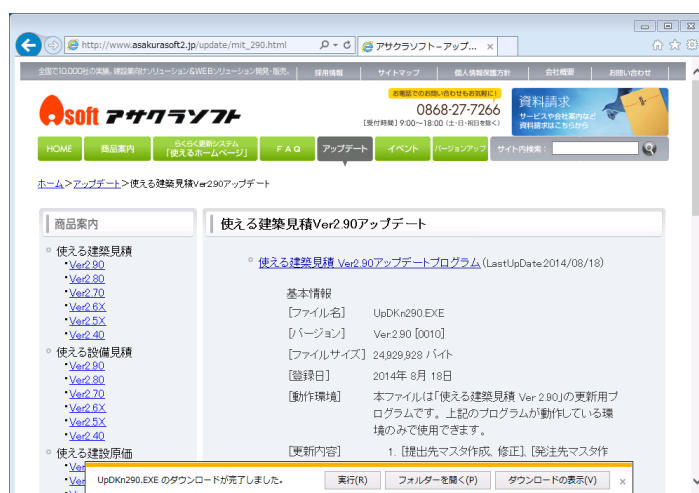 http://www.asakurasoft2.jp/update/mit_290.html
アサクラソフト-アップ... ×
全国で10,000社の実績。建設業向けソリューション&WEBソリューション開発・販売。 採用情報 サイトマップ 個人情報保護方針 会社概要 お問い合わせ
お電話でのお問い合わせもお気軽に!
asoft アサクラソフト
0868-27-7266
[受付時間] 9:00～18:00 (土・日・祝日を除く)
資料請求
サービスや会社案内など
資料請求はこちらから
HOME 商品案内 らくらく更新システム「使えるホームページ」 FAQ アップデート イベント バージョンアップ サイト内検索:
ホーム>アップデート>使える建築見積Ver2.90アップデート
商品案内
使える建築見積
・Ver2.90
・Ver2.80
・Ver2.70
・Ver2.6X
・Ver2.5X
・Ver2.40
使える設備見積
・Ver2.90
・Ver2.80
・Ver2.70
・Ver2.6X
・Ver2.5X
・Ver2.40
使える建設原価
・Ver
使える建築見積Ver2.90アップデート
使える建築見積 Ver2.90アップデートプログラム(LastUpDate:2014/08/18)
基本情報
[ファイル名] UpDKn290.EXE
[バージョン] Ver.2.90 [0010]
[ファイルサイズ] 24,929,928 バイト
[登録日] 2014年 8月 18日
[動作環境] 本ファイルは「使える建築見積 Ver 2.90」の更新用プ
ログラムです。上記のプログラムが動作している環
境のみで使用できます。
[更新内容] 1. [提出先マスタ作成、修正]、[発注先マスタ作
UpDKn290.EXE のダウンロードが完了しました。 実行(R) フォルダーを開く(P) ダウンロードの表示(V) ×